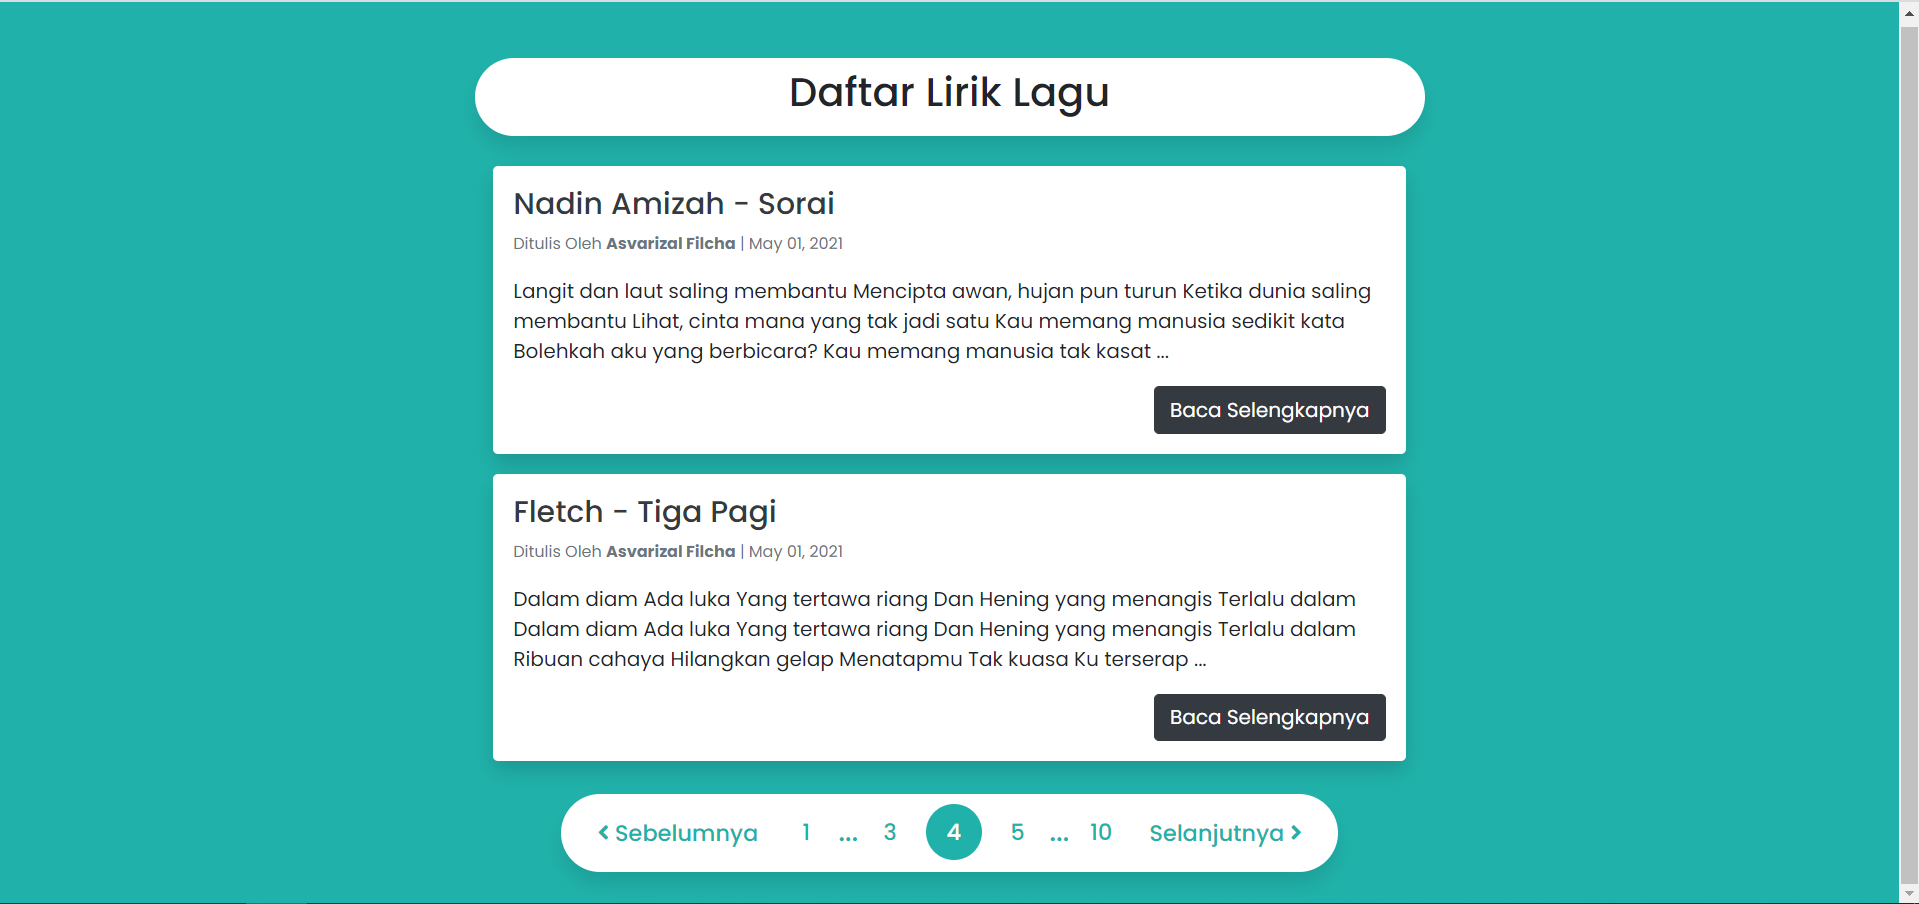 Daftar Lirik Lagu
Nadin Amizah - Sorai
Ditulis Oleh Asvarizal Filcha | May 01, 2021
Langit dan laut saling membantu Mencipta awan, hujan pun turun Ketika dunia saling
membantu Lihat, cinta mana yang tak jadi satu Kau memang manusia sedikit kata
Bolehkah aku yang berbicara? Kau memang manusia tak kasat ...
Baca Selengkapnya
Fletch - Tiga Pagi
Ditulis Oleh Asvarizal Filcha | May 01, 2021
Dalam diam Ada luka Yang tertawa riang Dan Hening yang menangis Terlalu dalam
Dalam diam Ada luka Yang tertawa riang Dan Hening yang menangis Terlalu dalam
Ribuan cahaya Hilangkan gelap Menatapmu Tak kuasa Ku terserap ...
Baca Selengkapnya
Sebelumnya 1 ... 3 4 5 ... 10 Selanjutnya